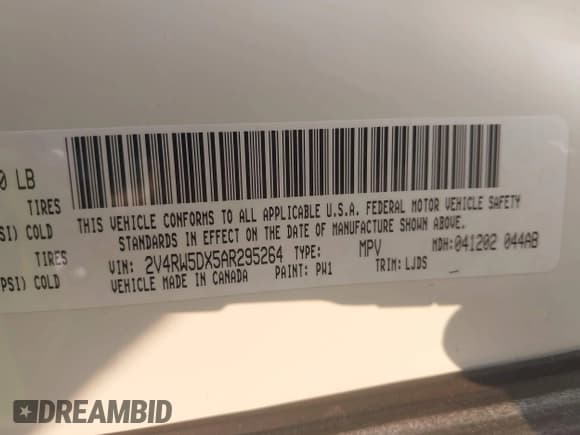 0 LB
TIRES
SI) COLD
TIRES
PSI) COLD
THIS VEHICLE CONFORMS TO ALL APPLICABLE U.S.A. FEDERAL MOTOR VEHICLE SAFETY
STANDARDS IN EFFECT ON THE DATE OF MANUFACTURE SHOWN ABOVE.
VIN: 2V4RW5DX5AR295264 TYPE: MPV MDH:041202 044AB
VEHICLE MADE IN CANADA PAINT: PW1 TRIM:LJDS
DREAMBID